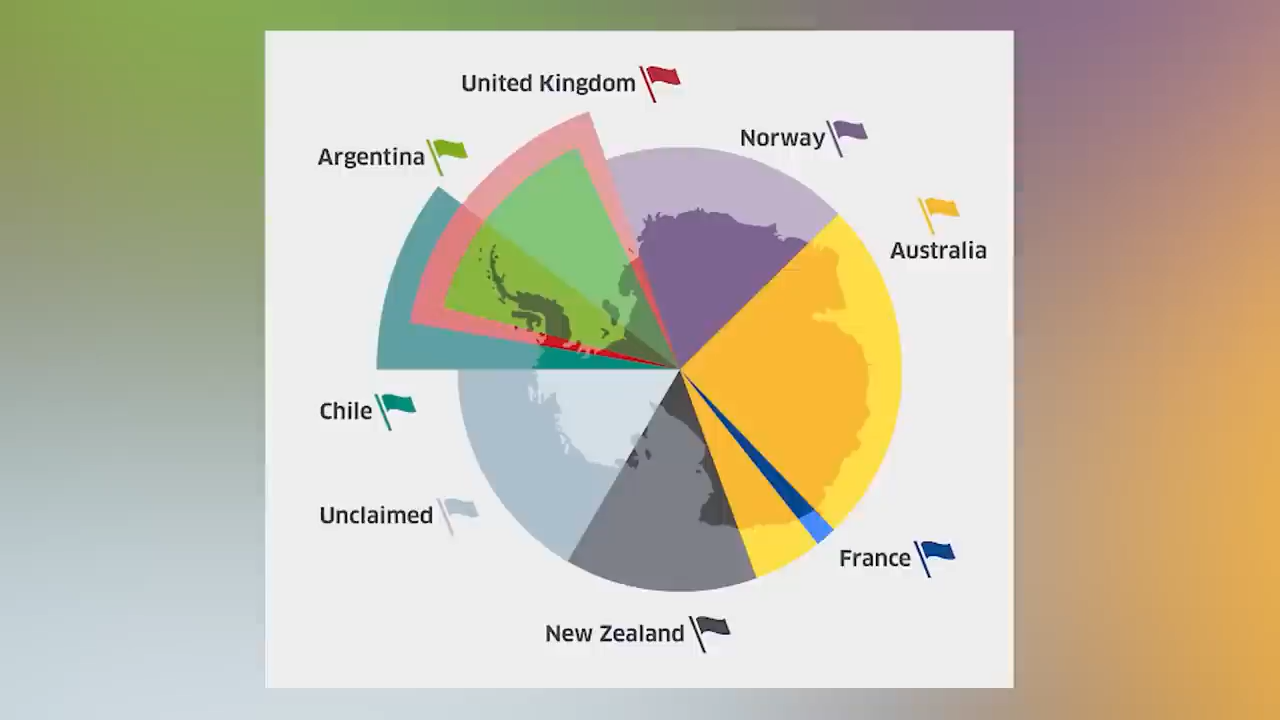 United Kingdom
Norway
Argentina
Australia
Chile
Unclaimed
France
New Zealand